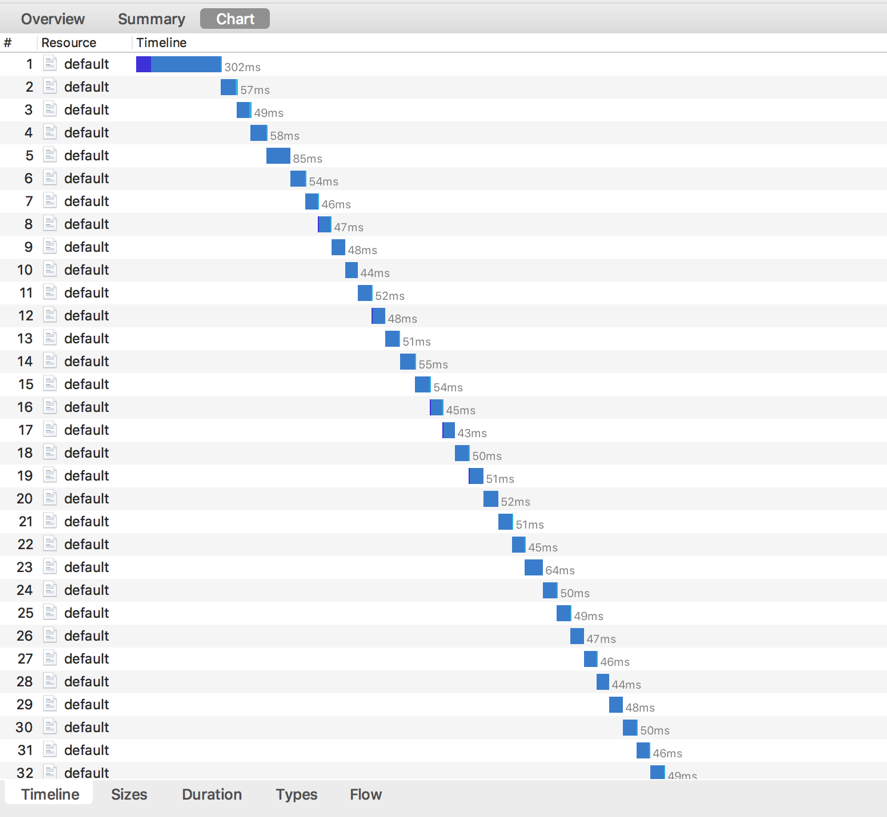 Overview Summary Chart
# Resource Timeline
1 default 302ms
2 default 57ms
3 default 49ms
4 default 58ms
5 default 85ms
6 default 54ms
7 default 46ms
8 default 47ms
9 default 48ms
10 default 44ms
11 default 52ms
12 default 48ms
13 default 51ms
14 default 55ms
15 default 54ms
16 default 45ms
17 default 43ms
18 default 50ms
19 default 51ms
20 default 52ms
21 default 51ms
22 default 45ms
23 default 64ms
24 default 50ms
25 default 49ms
26 default 47ms
27 default 46ms
28 default 44ms
29 default 48ms
30 default 50ms
31 default 46ms
32 default 49ms
Timeline Sizes Duration Types Flow